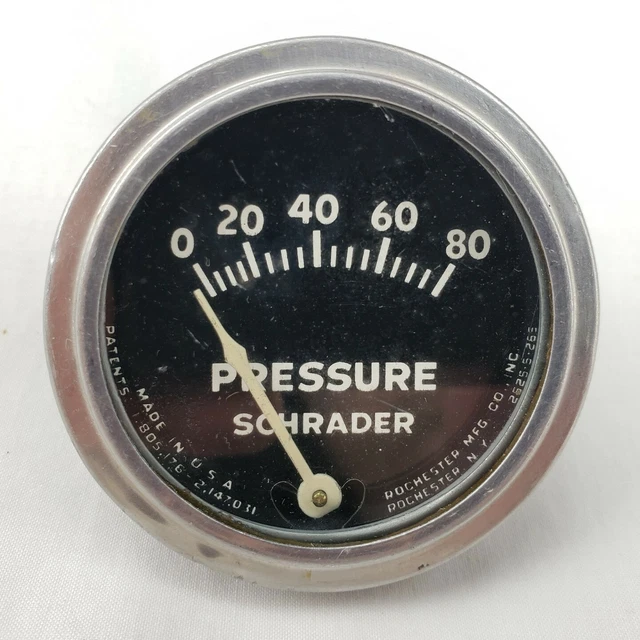 0 20 40 60 80
PRESSURE
SCHRADER
MADE IN U S A
PATENTS 1,805,176 - 2,147,031
ROCHESTER MFG. CO., INC.
ROCHESTER N Y